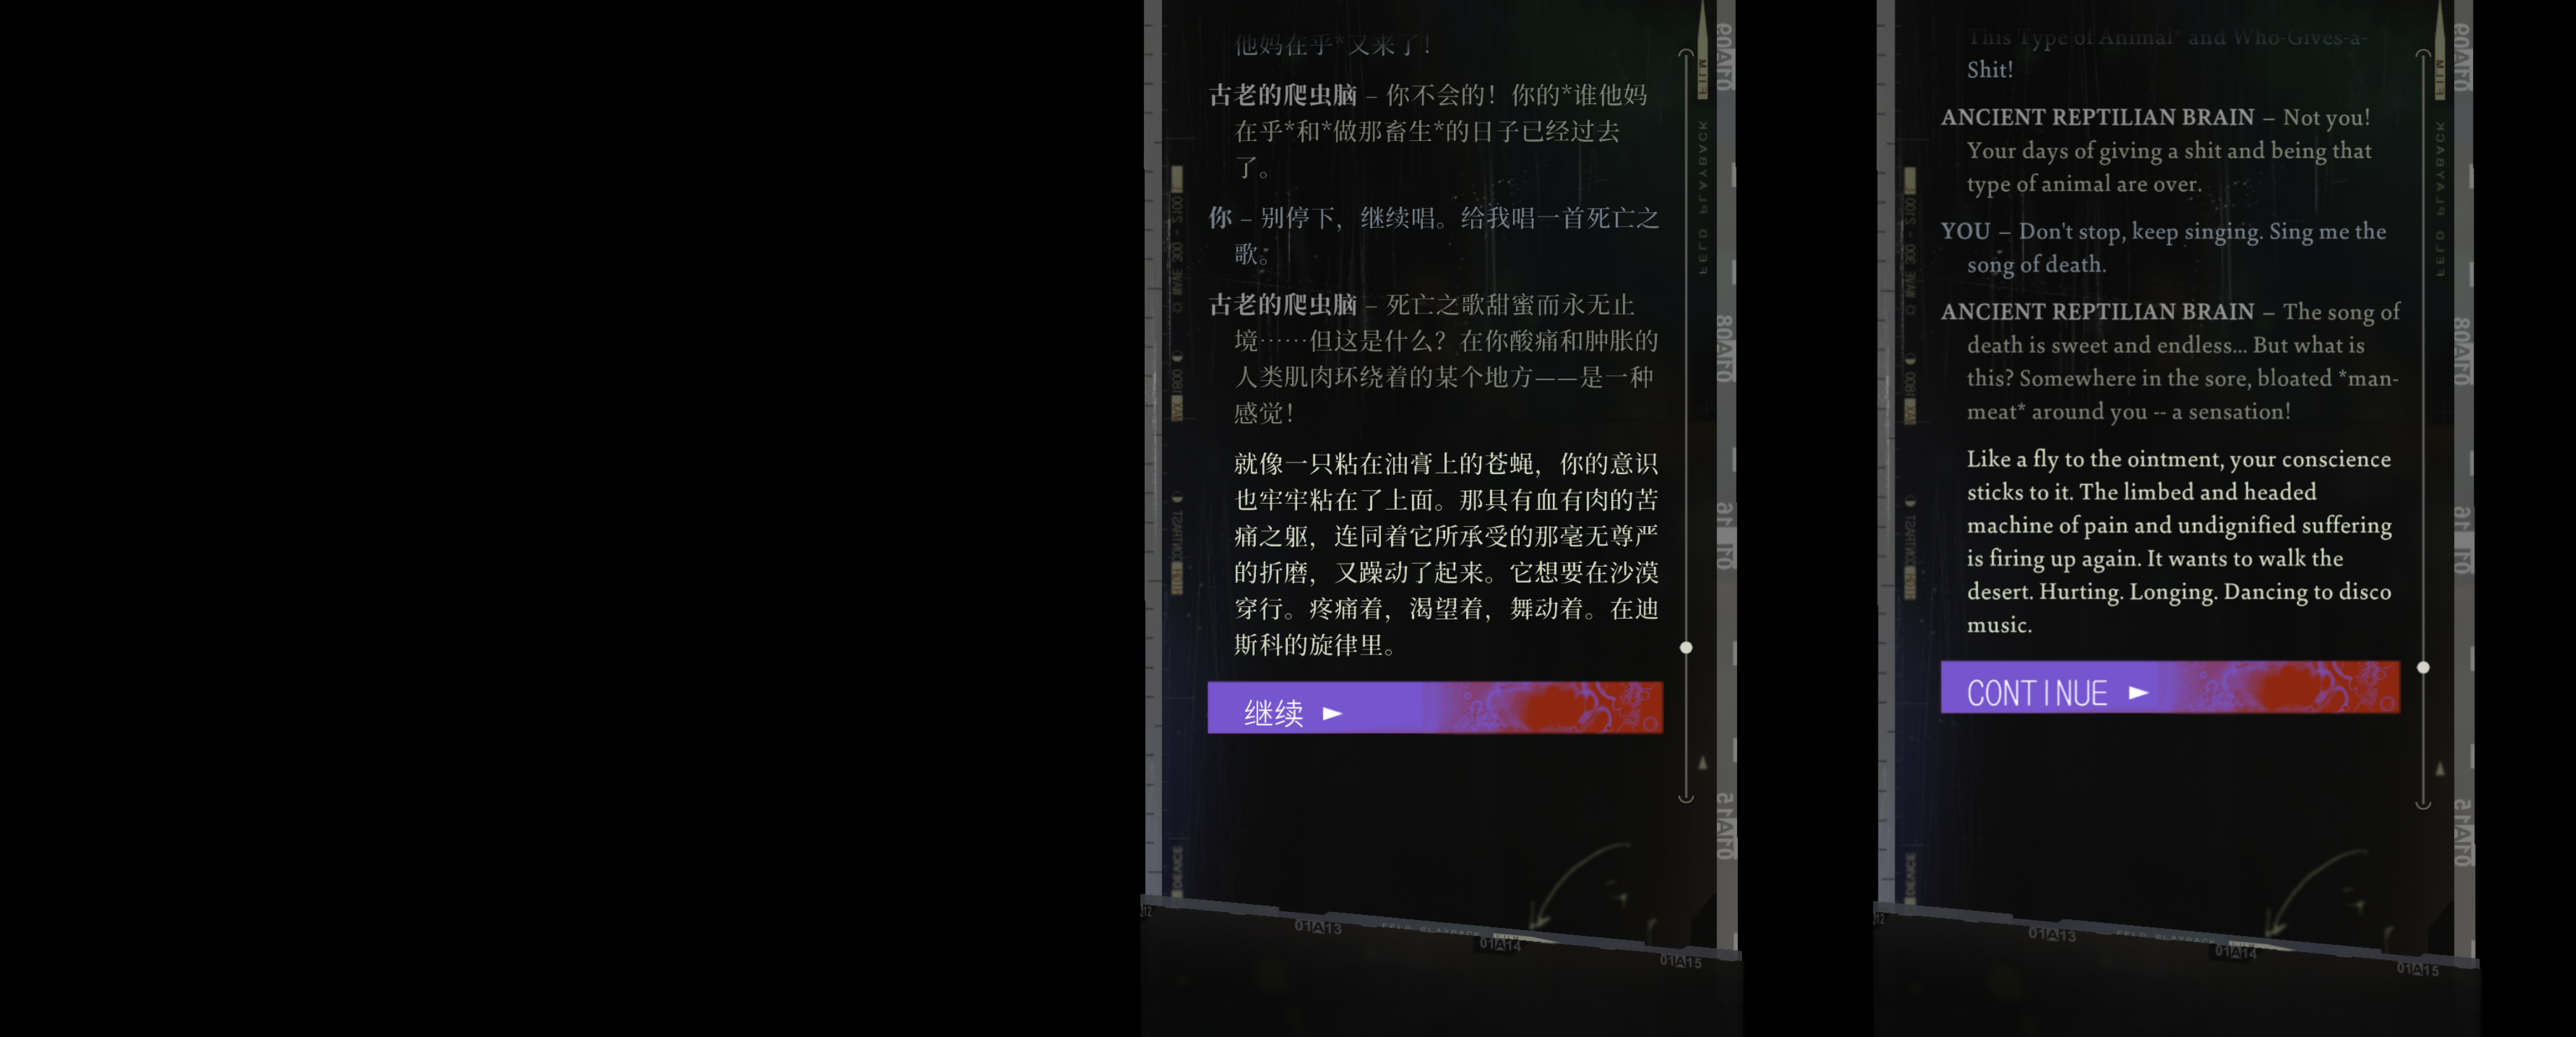 他妈在乎*又来了！
古老的爬虫脑 – 你不会的！你的*谁他妈
在乎*和*做那畜生*的日子已经过去
了。
你 – 别停下，继续唱。给我唱一首死亡之
歌。
古老的爬虫脑 – 死亡之歌甜蜜而永无止
境……但这是什么？在你酸痛和肿胀的
人类肌肉环绕着的某个地方——是一种
感觉！
就像一只粘在油膏上的苍蝇，你的意识
也牢牢粘在了上面。那具有血有肉的苦
痛之躯，连同着它所承受的那毫无尊严
的折磨，又躁动了起来。它想要在沙漠
穿行。疼痛着，渴望着，舞动着。在迪
斯科的旋律里。
继续 ►
FILM
FELD PLAYBACK
01A13
01A14
01A15
This Type of Animal* and Who-Gives-a-
Shit!
ANCIENT REPTILIAN BRAIN – Not you!
Your days of giving a shit and being that
type of animal are over.
YOU – Don't stop, keep singing. Sing me the
song of death.
ANCIENT REPTILIAN BRAIN – The song of
death is sweet and endless... But what is
this? Somewhere in the sore, bloated *man-
meat* around you -- a sensation!
Like a fly to the ointment, your conscience
sticks to it. The limbed and headed
machine of pain and undignified suffering
is firing up again. It wants to walk the
desert. Hurting. Longing. Dancing to disco
music.
CONTINUE ►
FILM
FELD PLAYBACK
01A13
01A14
01A15